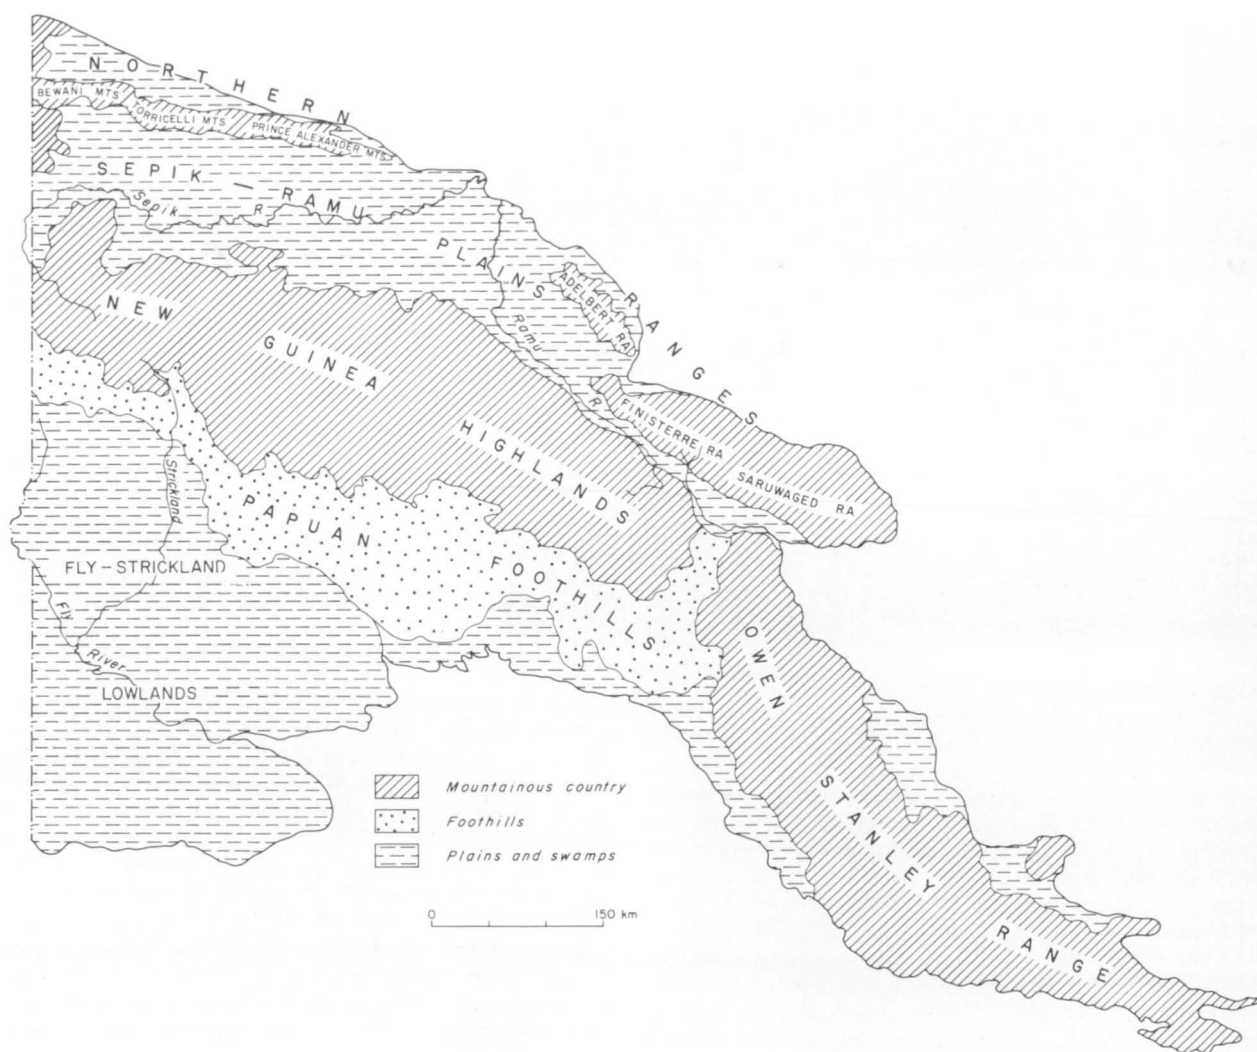 NORTHERN RANGES
BEWANI MTS
TORRICELLI MTS
PRINCE ALEXANDER MTS
SEPIK — RAMU PLAINS
Sepik R
Ramu R
ADELBERT RA
NEW GUINEA HIGHLANDS
FINISTERRE RA
SARUWAGED RA
PAPUAN FOOTHILLS
Strickland
FLY – STRICKLAND
LOWLANDS
Fly River
OWEN STANLEY RANGE
Mountainous country
Foothills
Plains and swamps
0 150 km